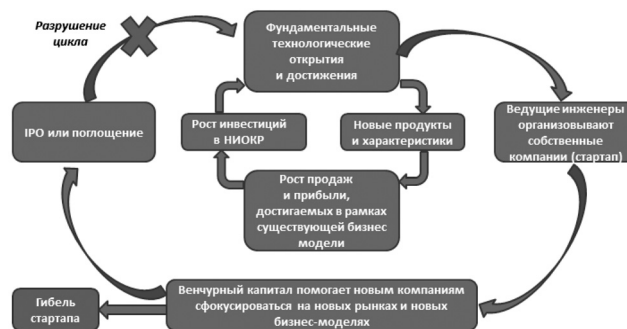 Разрушение
цикла
Фундаментальные
технологические
открытия
и достижения
IPO или поглощение
Рост инвестиций
в НИОКР
Новые продукты
и характеристики
Ведущие инженеры
организовывают
собственные
компании (стартап)
Рост продаж
и прибыли,
достигаемых в рамках
существующей бизнес
модели
Гибель
стартапа
Венчурный капитал помогает новым компаниям
сфокусироваться на новых рынках и новых
бизнес-моделях